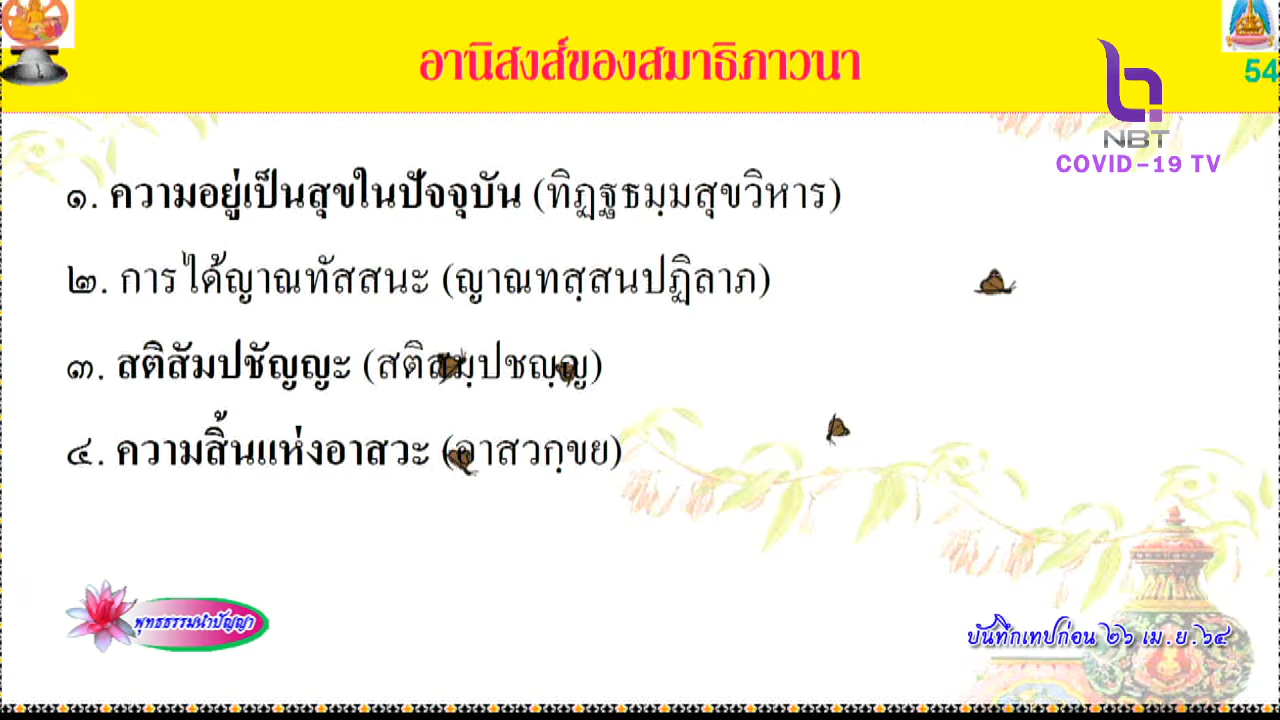 อานิสงส์ของสมาธิภาวนา
54
NBT
COVID-19 TV
๑. ความอยู่เป็นสุขในปัจจุบัน (ทิฏฺฐธมฺมสุขวิหาร)
๒. การได้ญาณทัสสนะ (ญาณทสฺสนปฏิลาภ)
๓. สติสัมปชัญญะ (สติสมฺปชญฺญ)
๔. ความสิ้นแห่งอาสวะ (อาสวกฺขย)
พุทธธรรมนำปัญญา
บันทึกเทปก่อน ๒๖ เม.ย.๖๔